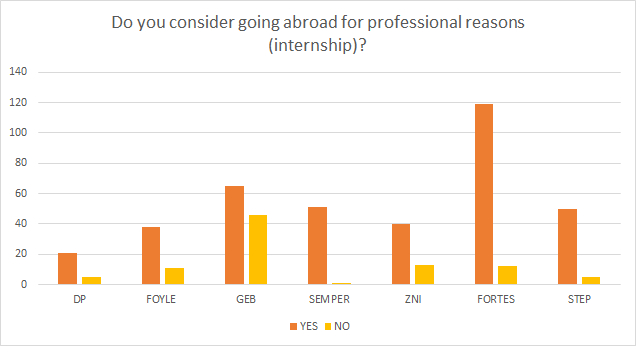 Do you consider going abroad for professional reasons
(internship)?
140
120
100
80
60
40
20
0
DP FOYLE GEB SEMPER ZNI FORTES STEP
YES NO